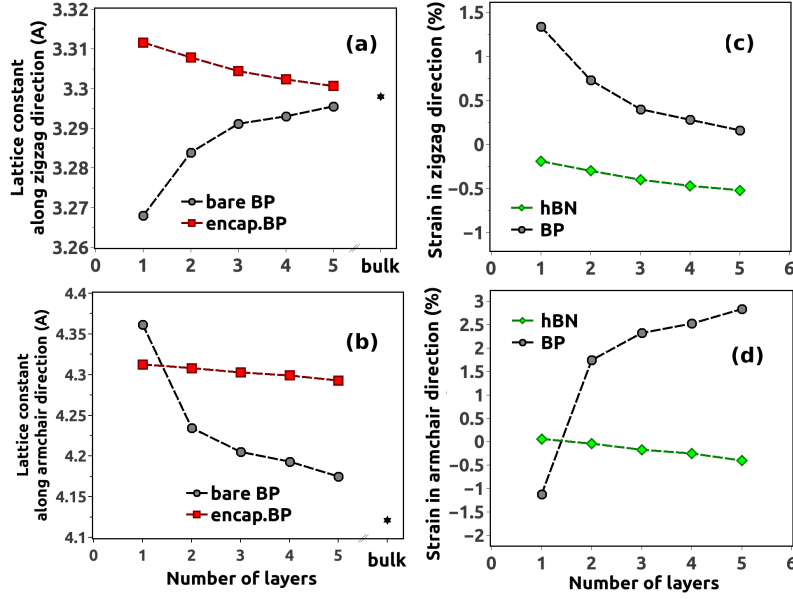 Lattice constant
along zigzag direction (A)
3.32
3.31
3.3
3.29
3.28
3.27
3.26
(a)
bare BP
encap.BP
0 1 2 3 4 5 bulk
Strain in zigzag direction (%)
1.5
1
0.5
0
−0.5
−1
(c)
hBN
BP
0 1 2 3 4 5 6
Lattice constant
along armchair direction (A)
4.4
4.35
4.3
4.25
4.2
4.15
4.1
(b)
bare BP
encap.BP
0 1 2 3 4 5 bulk
Number of layers
Strain in armchair direction (%)
3
2.5
2
1.5
1
0.5
0
−0.5
−1
−1.5
−2
hBN
BP
(d)
0 1 2 3 4 5 6
Number of layers